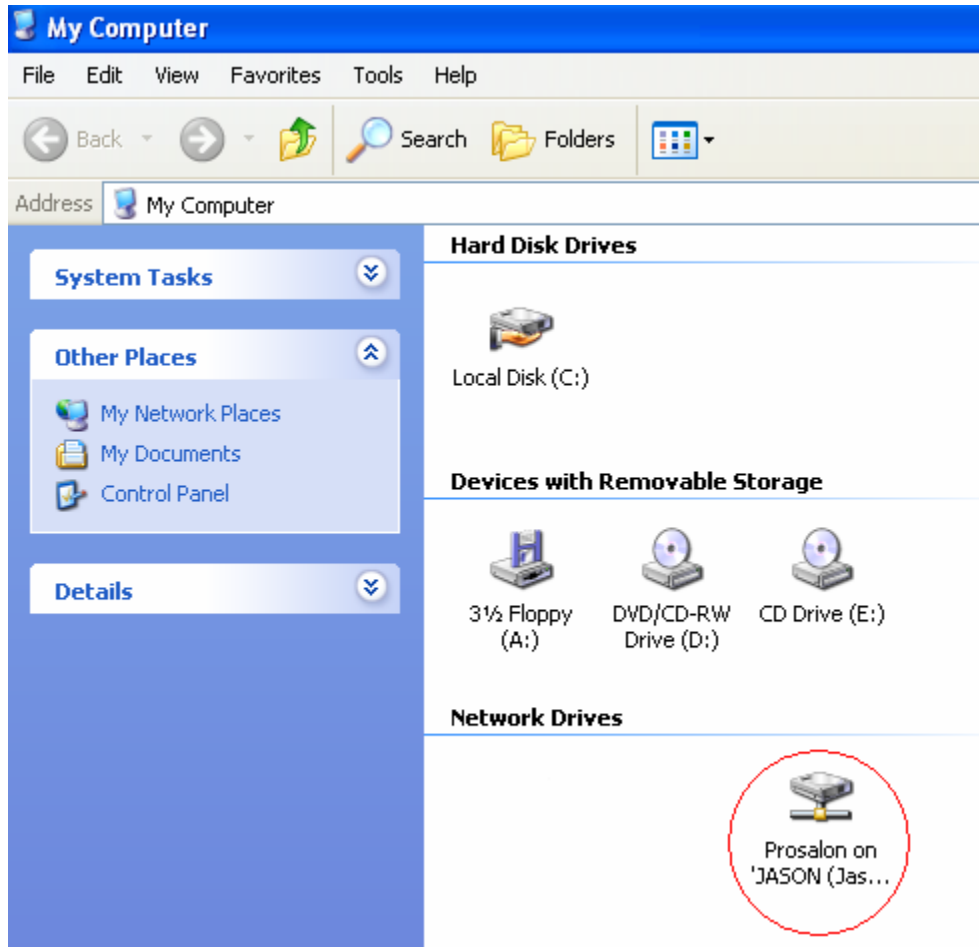 My Computer
File Edit View Favorites Tools Help
Back Search Folders
Address My Computer
System Tasks
Other Places
My Network Places
My Documents
Control Panel
Details
Hard Disk Drives
Local Disk (C:)
Devices with Removable Storage
3½ Floppy
(A:)
DVD/CD-RW
Drive (D:)
CD Drive (E:)
Network Drives
Prosalon on
'JASON (Jas...